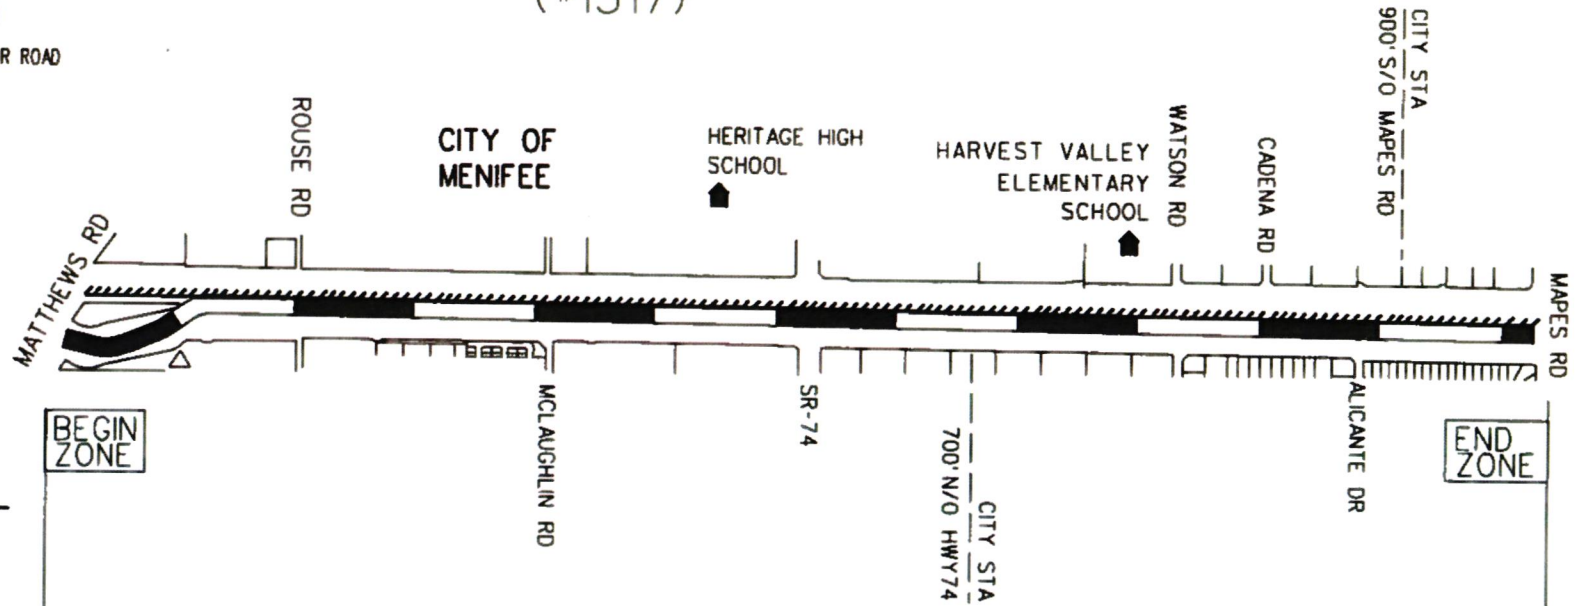 R ROAD
CITY STA
900' S/O MAPES RD
ROUSE RD
CITY OF
MENIFEE
HERITAGE HIGH
SCHOOL
HARVEST VALLEY
ELEMENTARY
SCHOOL
WATSON RD
CADENA RD
MATTHEWS RD
MAPES RD
BEGIN
ZONE
MCLAUGHLIN RD
SR-74
CITY STA
700' N/O HWY74
ALICANTE DR
END
ZONE